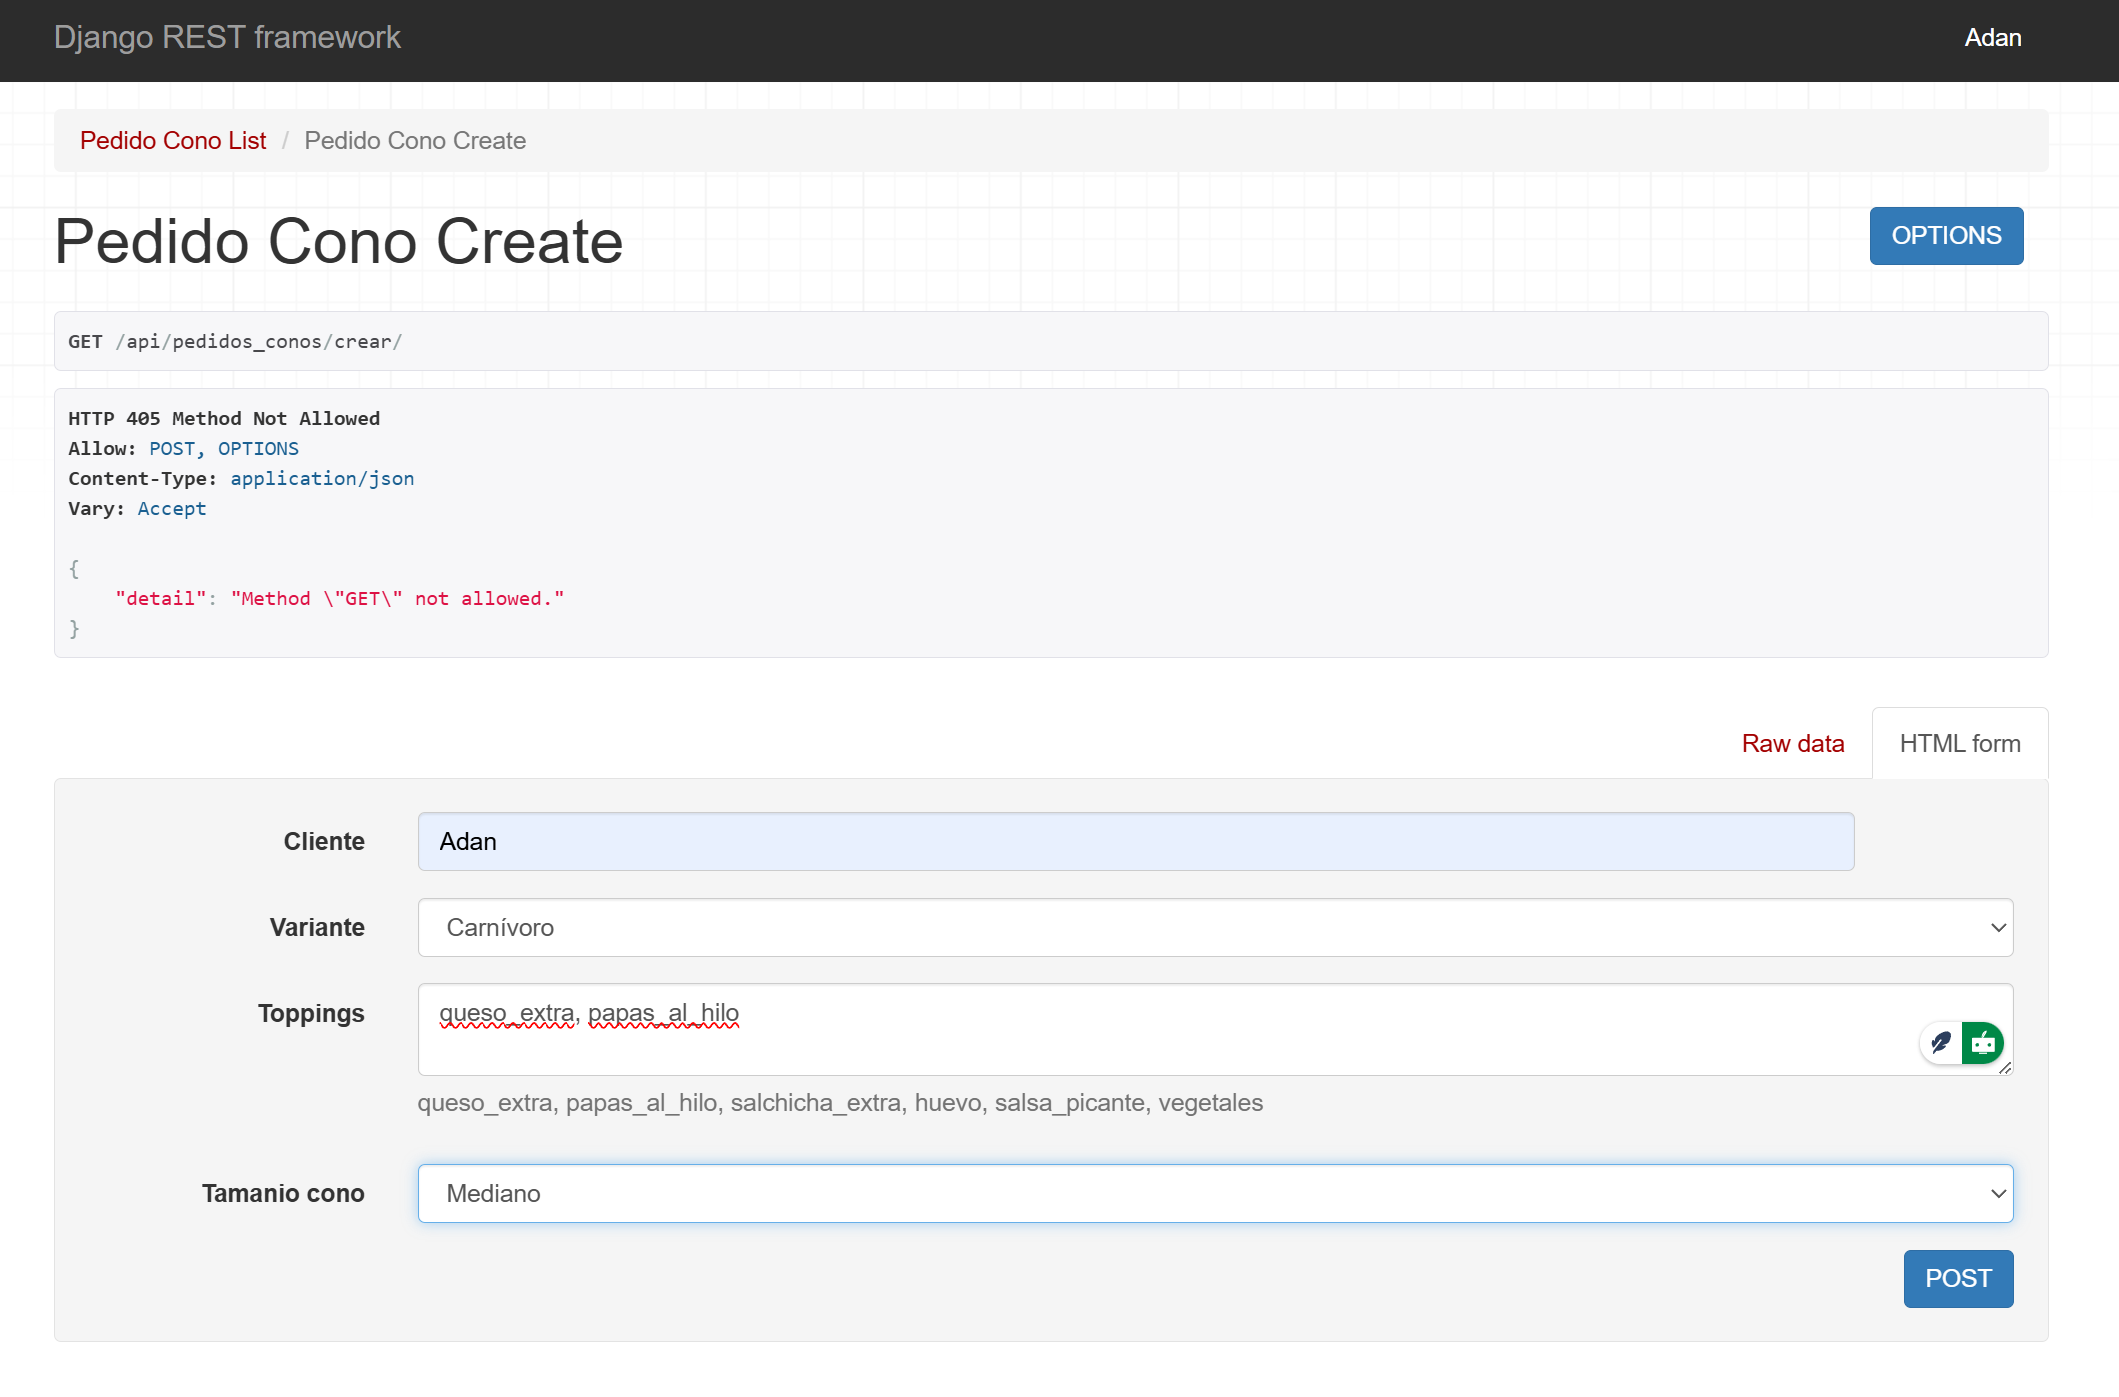 Django REST framework
Adan
Pedido Cono List / Pedido Cono Create
Pedido Cono Create
OPTIONS
GET /api/pedidos_conos/crear/
HTTP 405 Method Not Allowed
Allow: POST, OPTIONS
Content-Type: application/json
Vary: Accept
{
"detail": "Method \"GET\" not allowed."
}
Raw data
HTML form
Cliente
Adan
Variante
Carnívoro
Toppings
queso_extra, papas_al_hilo
queso_extra, papas_al_hilo, salchicha_extra, huevo, salsa_picante, vegetales
Tamanio cono
Mediano
POST